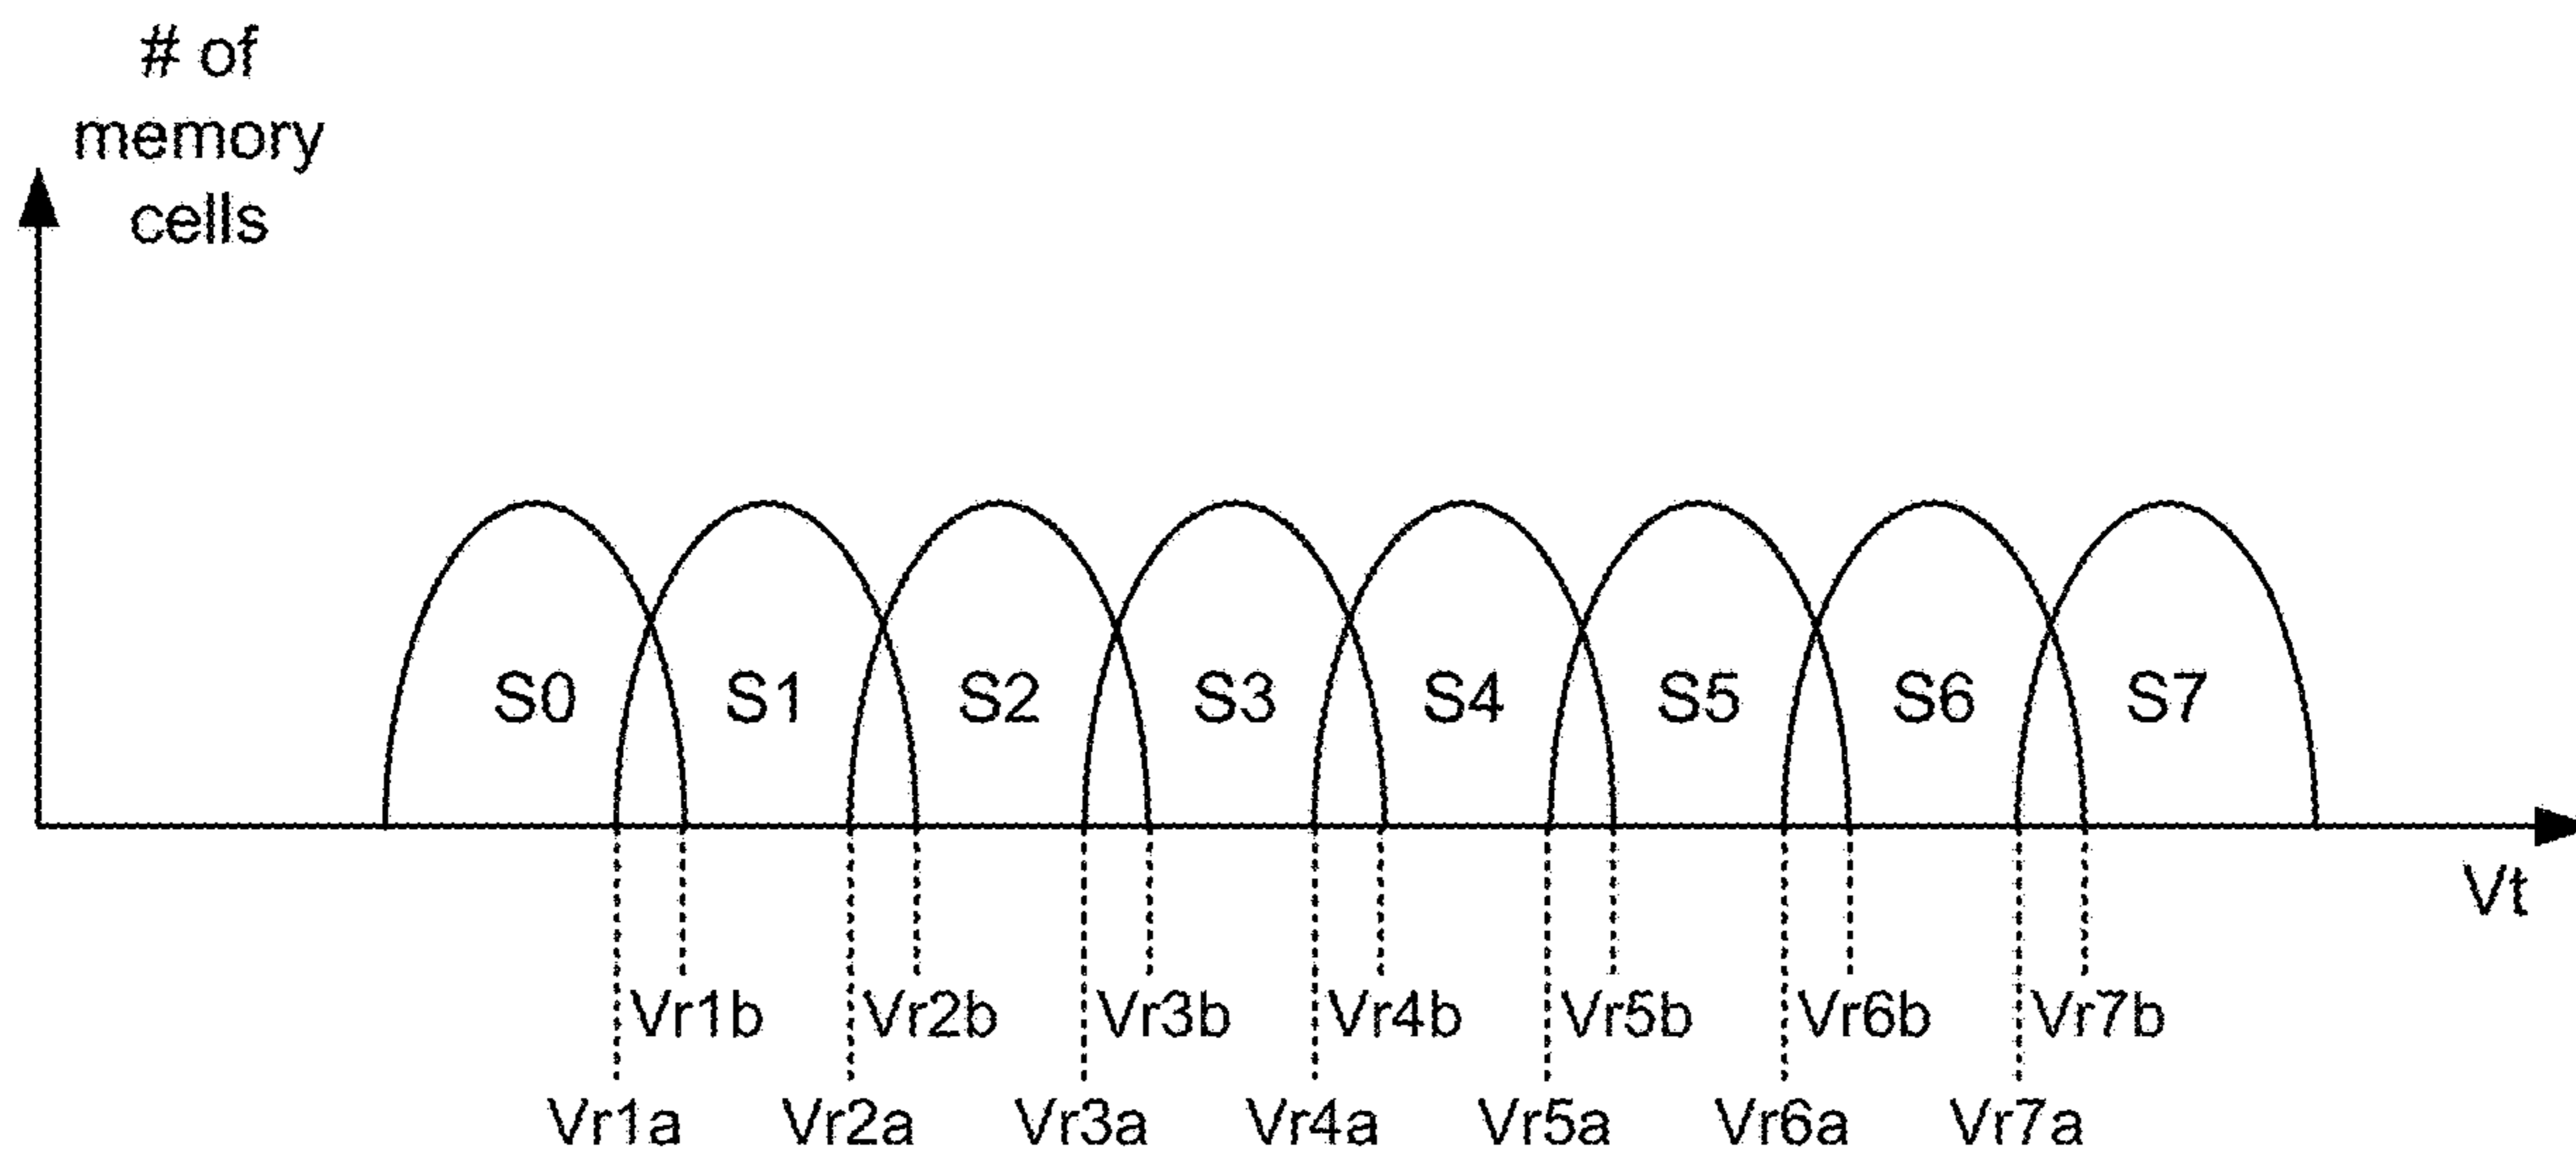 # of
memory
cells
S0 S1 S2 S3 S4 S5 S6 S7
Vt
Vr1b Vr2b Vr3b Vr4b Vr5b Vr6b Vr7b
Vr1a Vr2a Vr3a Vr4a Vr5a Vr6a Vr7a